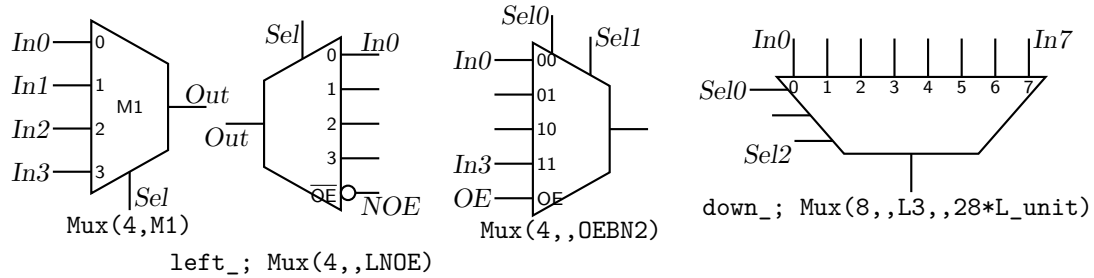 In0
0
In1
1
M1
Out
In2
2
In3
3
Sel
Mux(4,M1)
Sel
0
In0
1
2
Out
3
OE
NOE
left_; Mux(4,,LNOE)
Sel0
Sel1
In0
00
01
10
In3
11
OE
OE
Mux(4,,OEBN2)
In0
In7
Sel0
0 1 2 3 4 5 6 7
Sel2
down_; Mux(8,,L3,,28*L_unit)